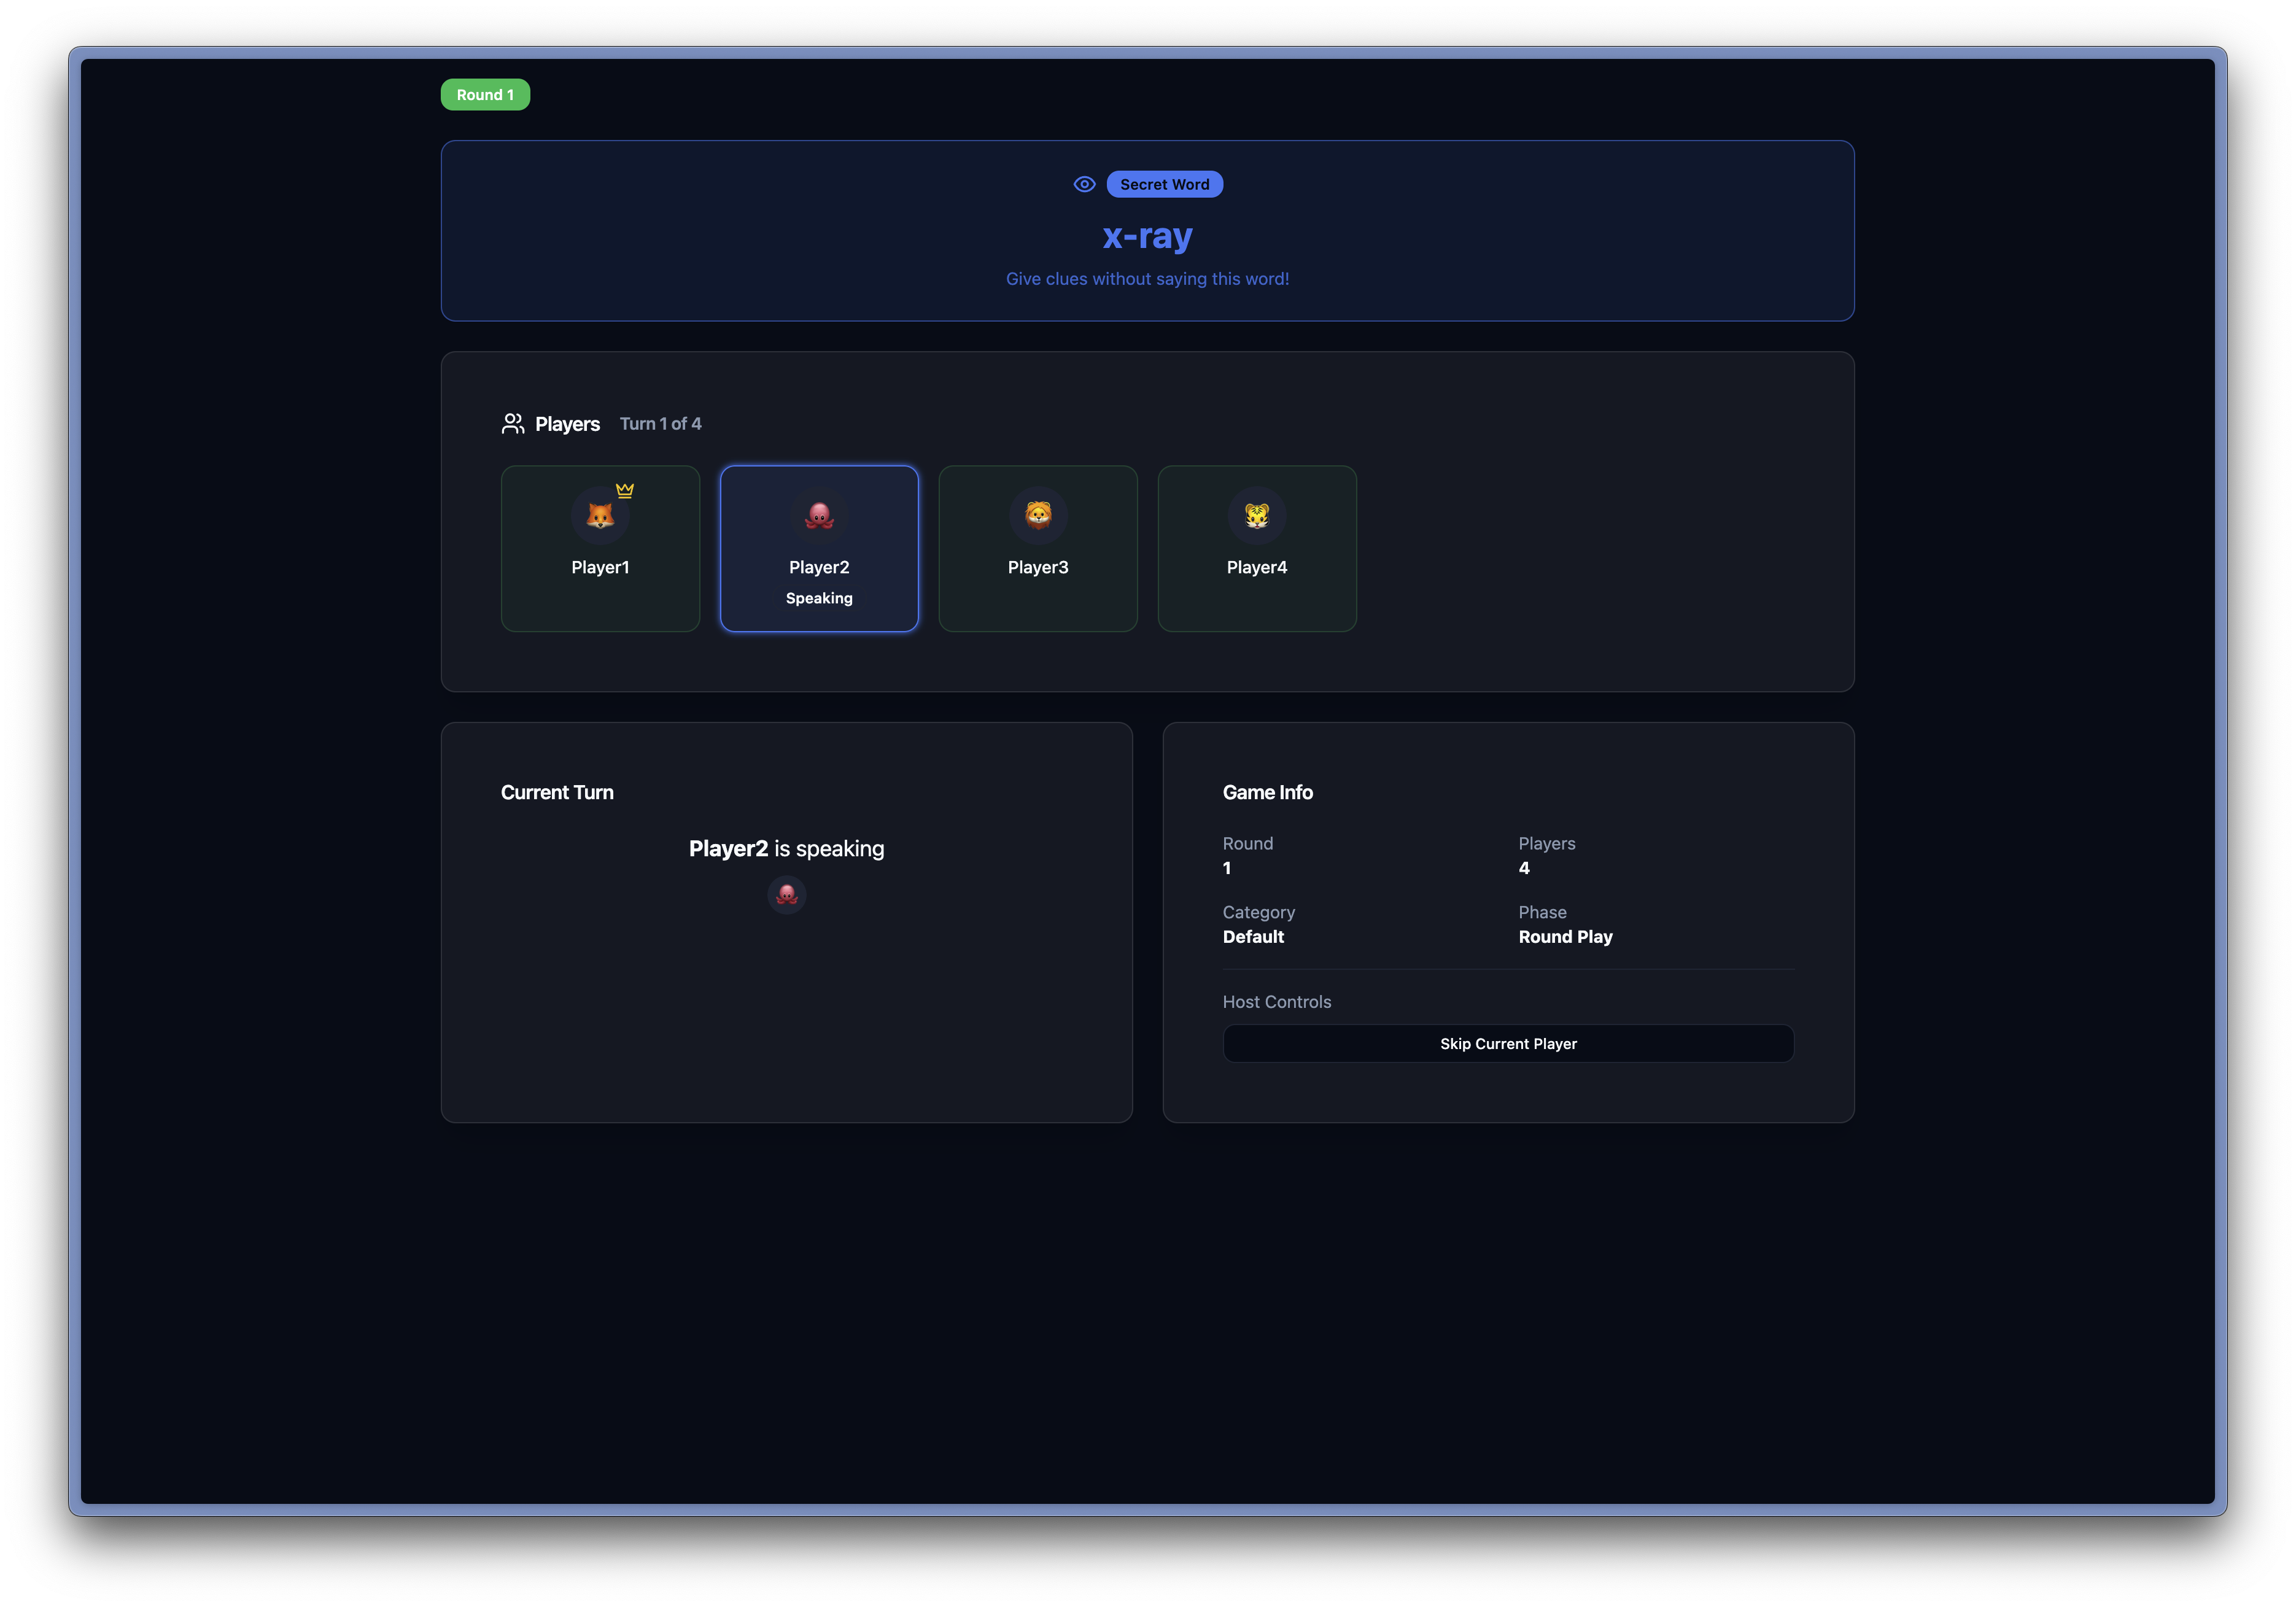 Round 1
Secret Word
x-ray
Give clues without saying this word!
Players Turn 1 of 4
Player1
Player2
Player3
Player4
Speaking
Current Turn
Player2 is speaking
Game Info
Round
Players
1
4
Category
Phase
Default
Round Play
Host Controls
Skip Current Player